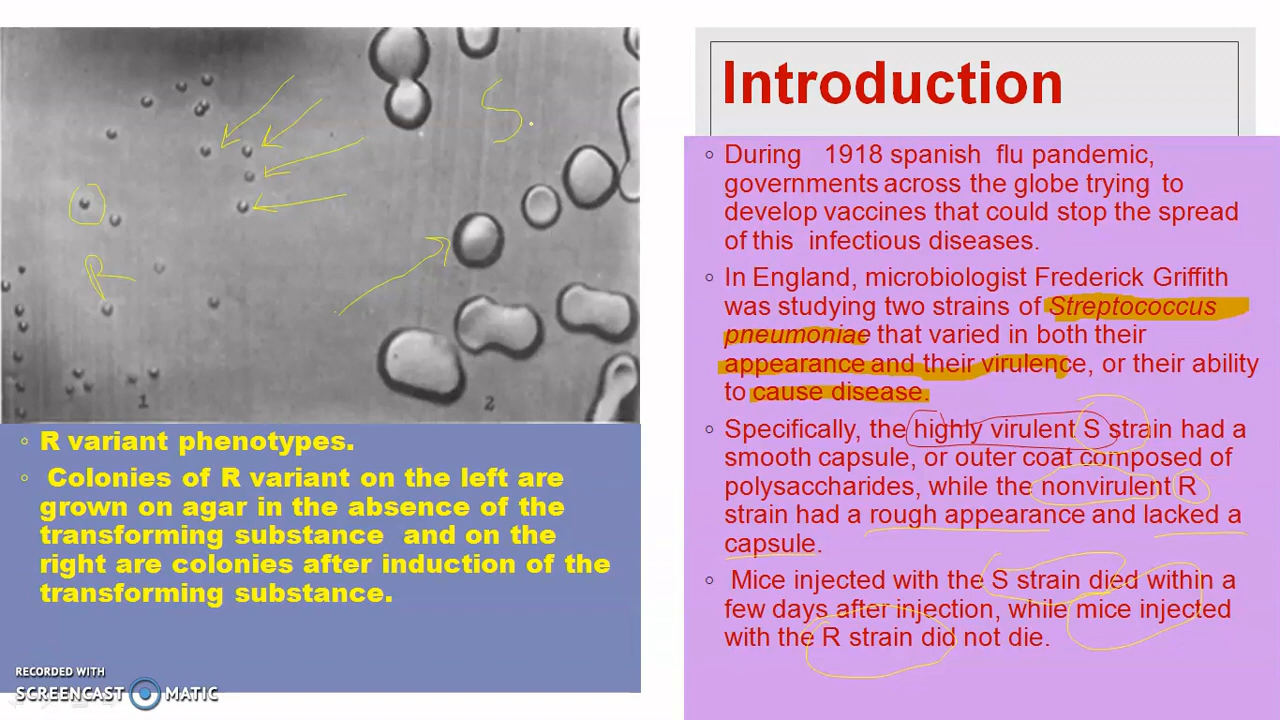 S
R
1
2
R variant phenotypes.
Colonies of R variant on the left are
grown on agar in the absence of the
transforming substance and on the
right are colonies after induction of the
transforming substance.
RECORDED WITH
SCREENCAST MATIC
Introduction
During 1918 spanish flu pandemic,
governments across the globe trying to
develop vaccines that could stop the spread
of this infectious diseases.
In England, microbiologist Frederick Griffith
was studying two strains of Streptococcus
pneumoniae that varied in both their
appearance and their virulence, or their ability
to cause disease.
Specifically, the highly virulent S strain had a
smooth capsule, or outer coat composed of
polysaccharides, while the nonvirulent R
strain had a rough appearance and lacked a
capsule.
Mice injected with the S strain died within a
few days after injection, while mice injected
with the R strain did not die.